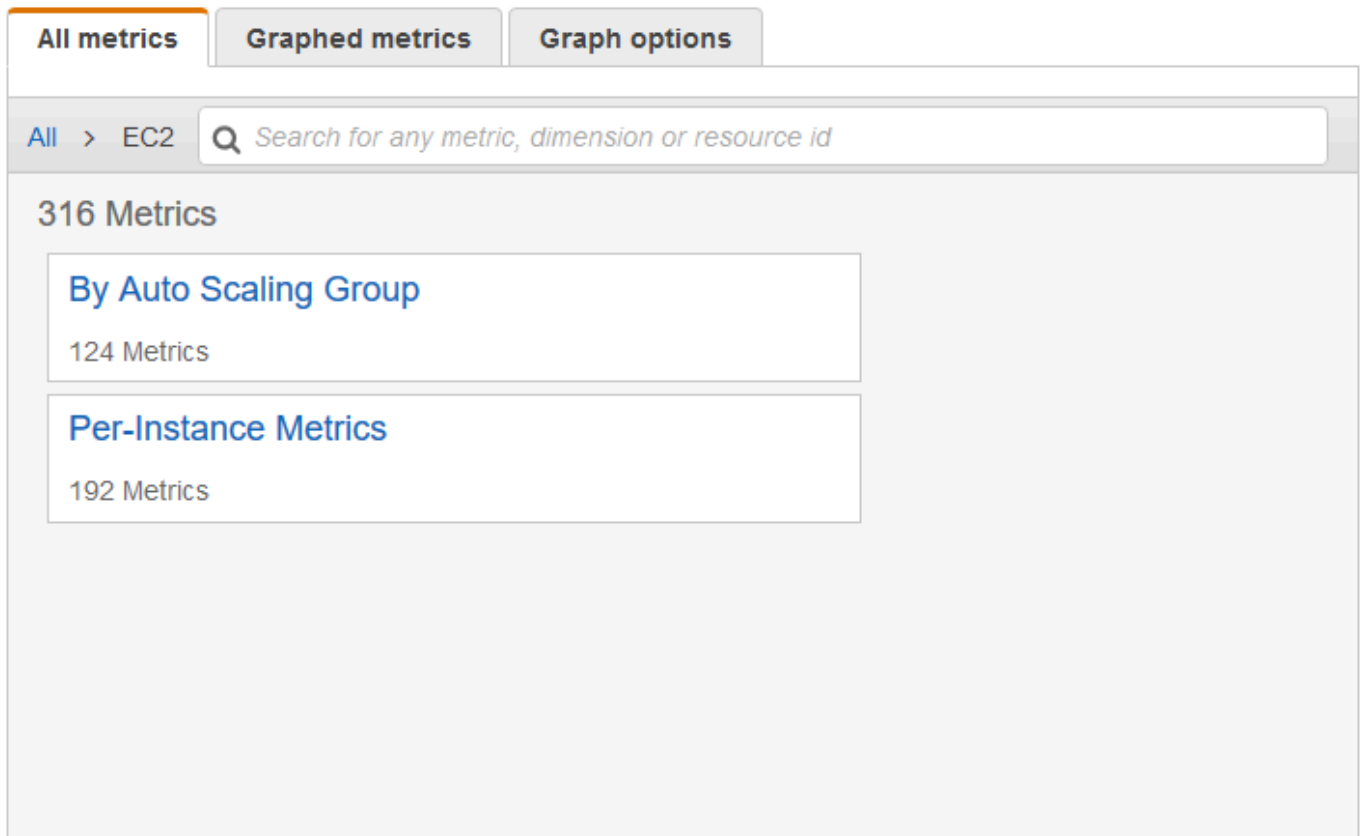 All metrics Graphed metrics Graph options
All > EC2 Search for any metric, dimension or resource id
316 Metrics
By Auto Scaling Group
124 Metrics
Per-Instance Metrics
192 Metrics